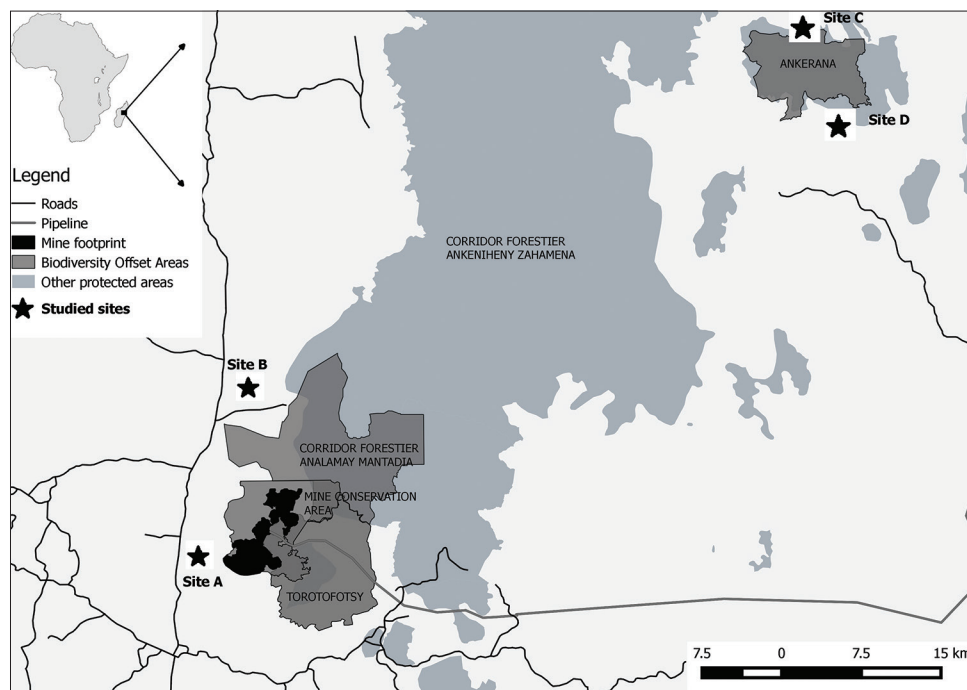 Site C
ANKERANA
Site D
Legend
Roads
Pipeline
Mine footprint
Biodiversity Offset Areas
Other protected areas
Studied sites
CORRIDOR FORESTIER
ANKENIHENY ZAHAMENA
Site B
CORRIDOR FORESTIER
ANALAMAY MANTADIA
MINE CONSERVATION
AREA
Site A
TOROTOFOTSY
7.5 0 7.5 15 km